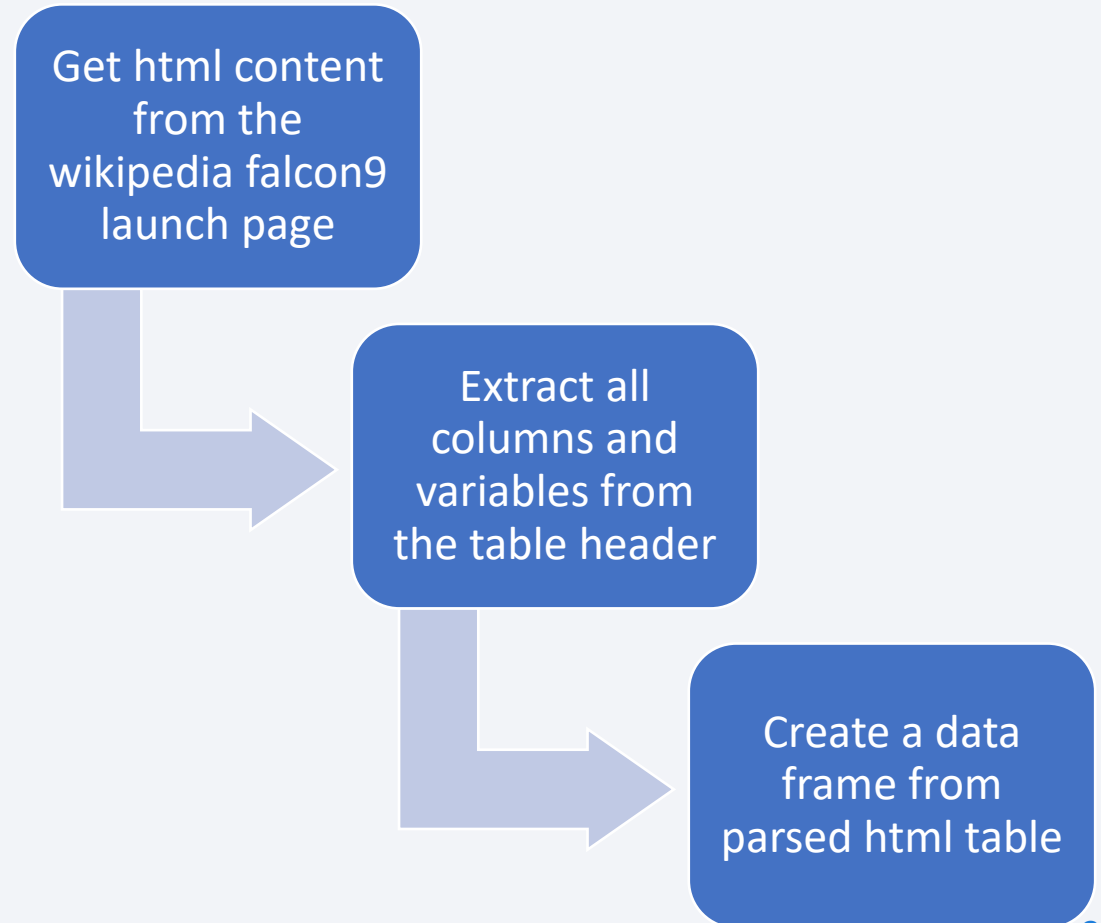 Get html content
from the
wikipedia falcon9
launch page
Extract all
columns and
variables from
the table header
Create a data
frame from
parsed html table